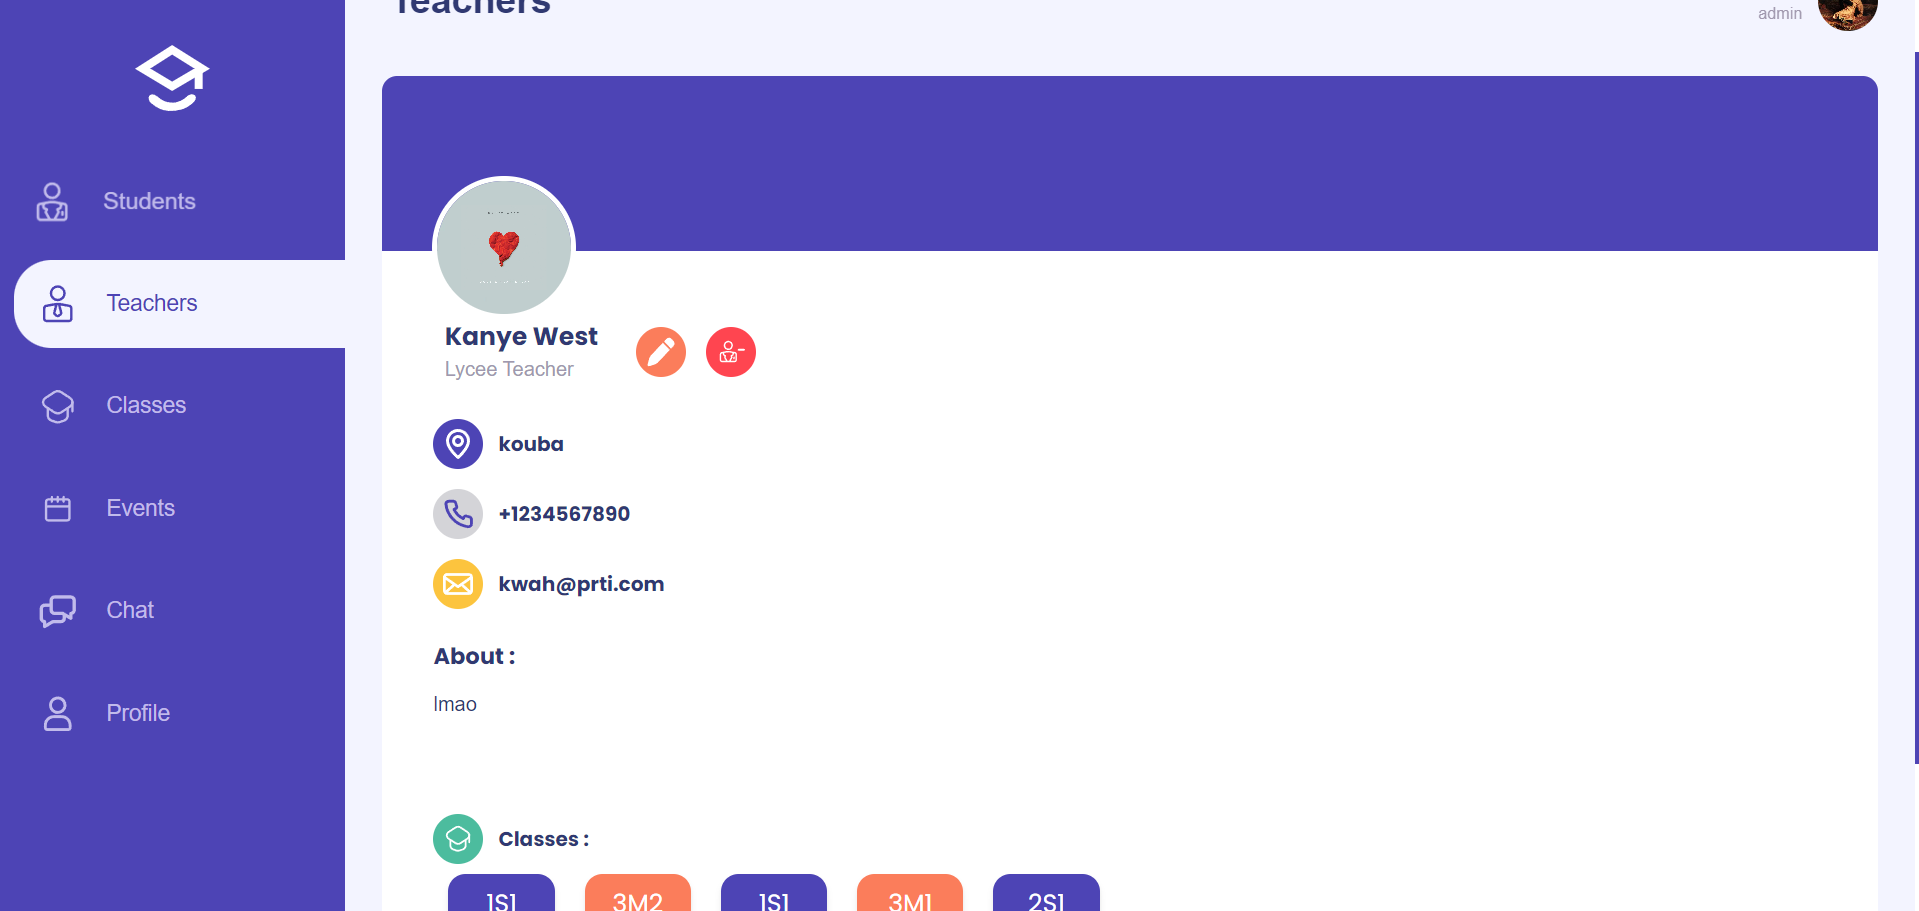 Teachers
admin
Students
Teachers
Classes
Events
Chat
Profile
Kanye West
Lycee Teacher
kouba
+1234567890
kwah@prti.com
About :
lmao
Classes :
1S1 3M2 1S1 3M1 2S1